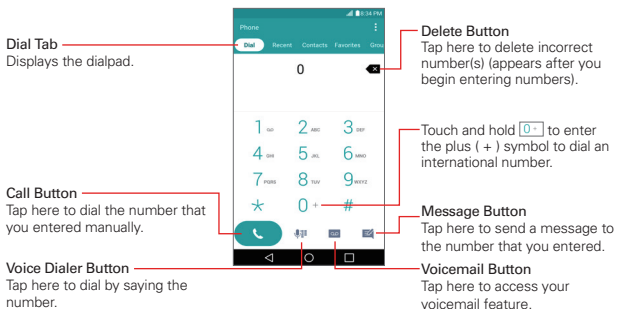 Dial Tab
Displays the dialpad.
Call Button
Tap here to dial the number that
you entered manually.
Voice Dialer Button
Tap here to dial by saying the
number.
8:34 PM
Phone
Dial Recent Contacts Favorites Grou
0
1
2 ABC 3 DEF
4 GHI 5 JKL 6 MNO
7 PQRS 8 TUV 9 WXYZ
* 0 + #
Delete Button
Tap here to delete incorrect
number(s) (appears after you
begin entering numbers).
Touch and hold 0 + to enter
the plus ( + ) symbol to dial an
international number.
Message Button
Tap here to send a message to
the number that you entered.
Voicemail Button
Tap here to access your
voicemail feature.